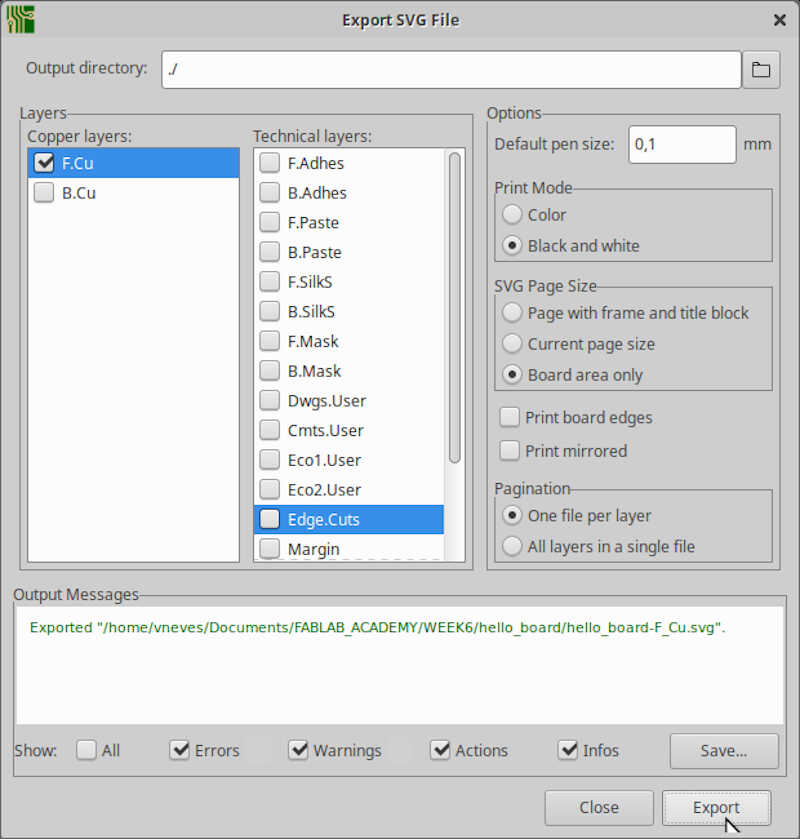 Export SVG File
Output directory: ./
Layers
Copper layers:
F.Cu
B.Cu
Technical layers:
F.Adhes
B.Adhes
F.Paste
B.Paste
F.SilkS
B.SilkS
F.Mask
B.Mask
Dwgs.User
Cmts.User
Eco1.User
Eco2.User
Edge.Cuts
Margin
Options
Default pen size: 0,1 mm
Print Mode
Color
Black and white
SVG Page Size
Page with frame and title block
Current page size
Board area only
Print board edges
Print mirrored
Pagination
One file per layer
All layers in a single file
Output Messages
Exported "/home/vneves/Documents/FABLAB_ACADEMY/WEEK6/hello_board/hello_board-F_Cu.svg".
Show: All Errors Warnings Actions Infos Save...
Close Export